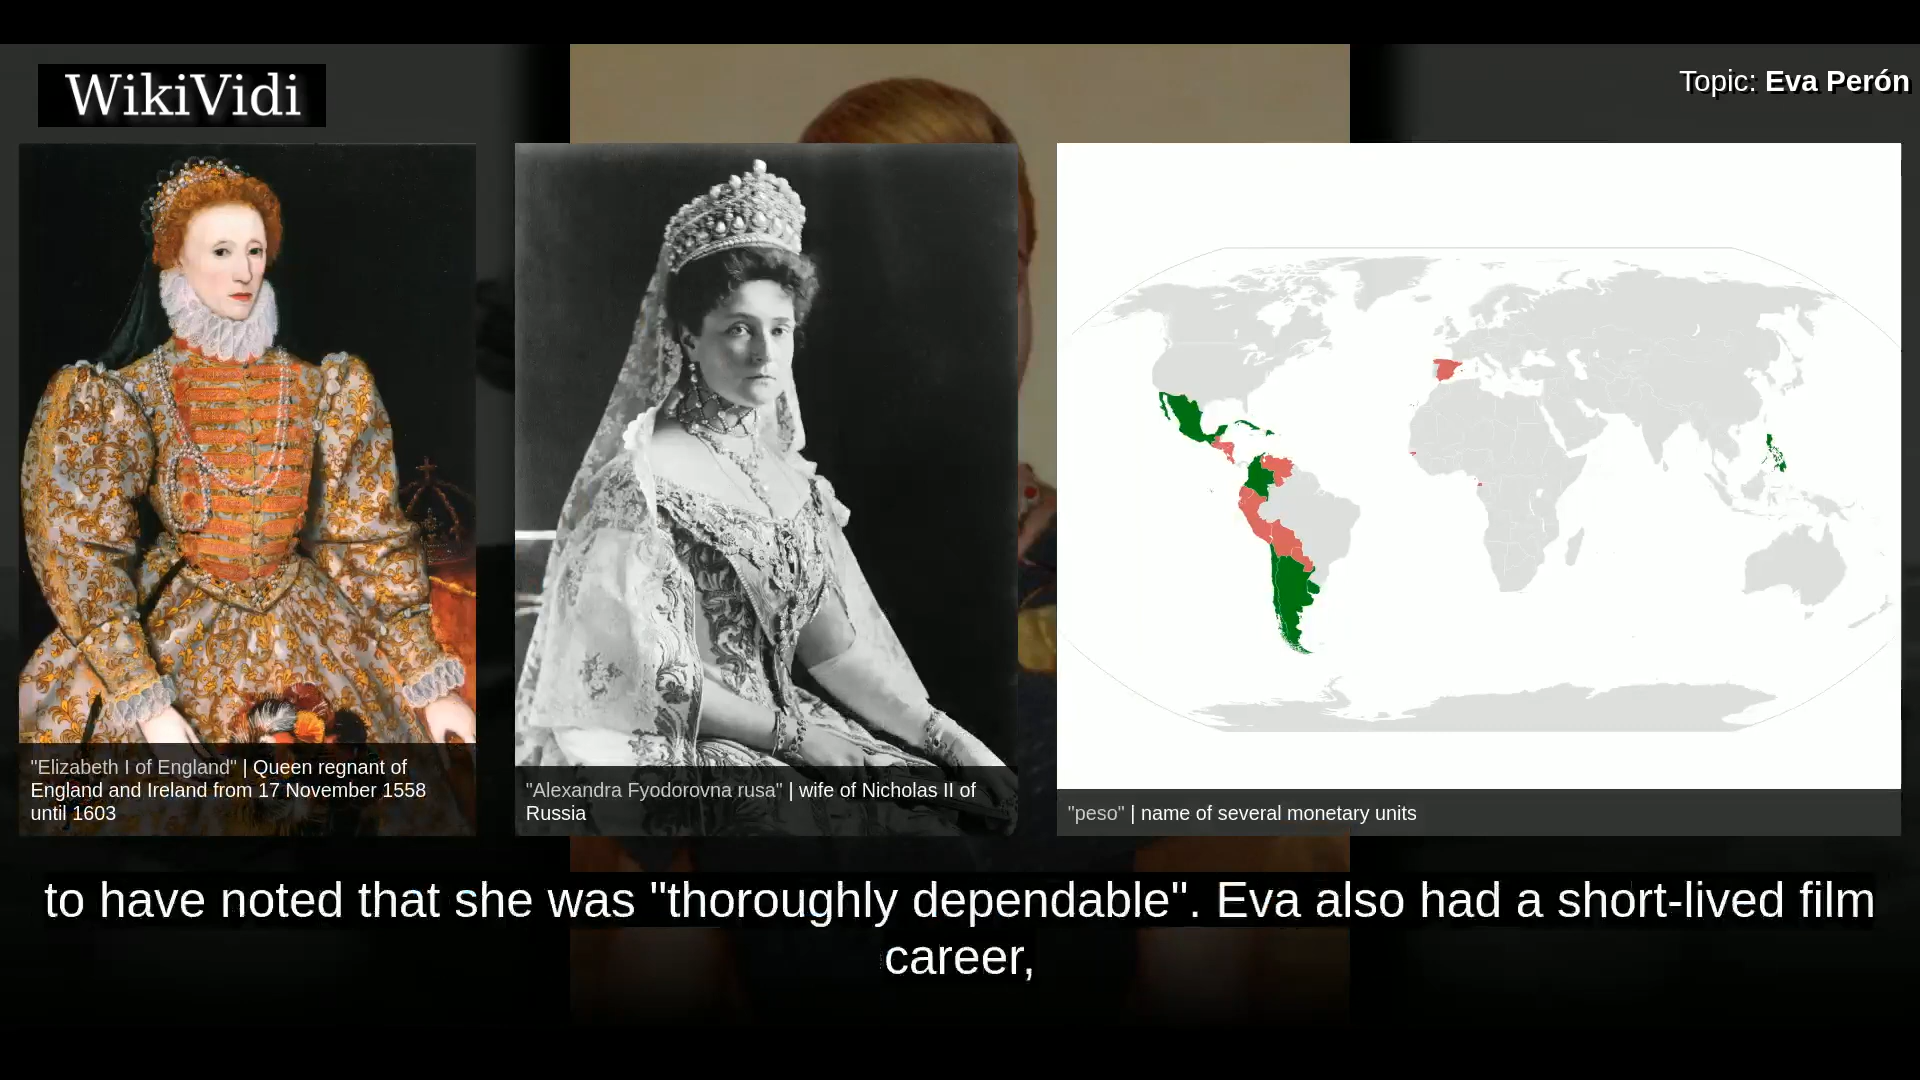 WikiVidi
Topic: Eva Perón
"Elizabeth I of England" | Queen regnant of
England and Ireland from 17 November 1558
until 1603
"Alexandra Fyodorovna rusa" | wife of Nicholas II of
Russia
"peso" | name of several monetary units
to have noted that she was "thoroughly dependable". Eva also had a short-lived film
career,